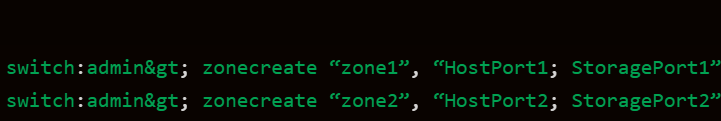 switch:admin&gt; zonecreate “zone1”, “HostPort1; StoragePort1”
switch:admin&gt; zonecreate “zone2”, “HostPort2; StoragePort2”